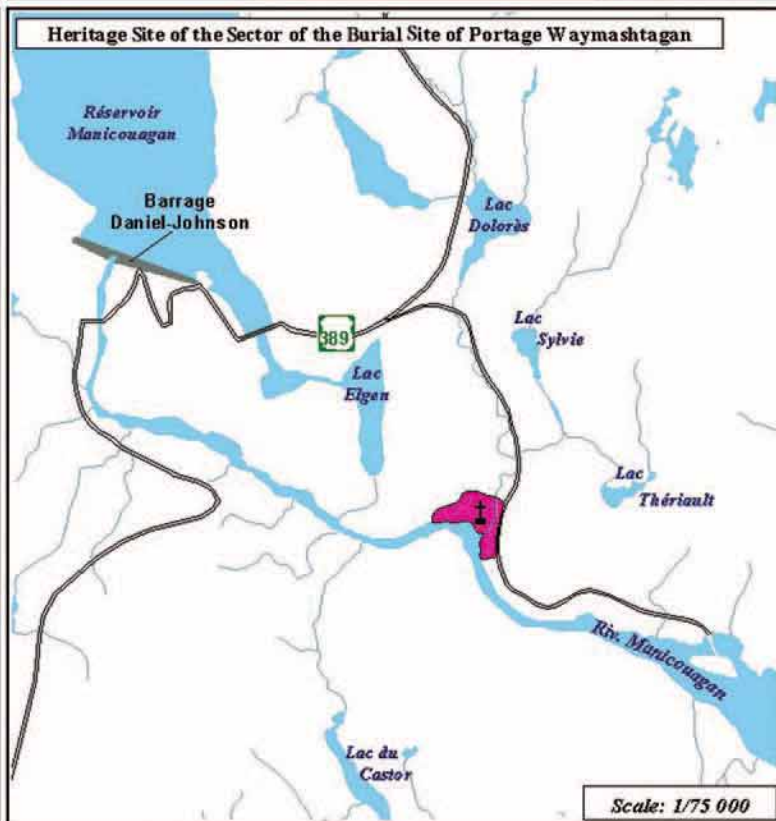 Heritage Site of the Sector of the Burial Site of Portage Waymashtagan
Réservoir
Manicouagan
Barrage
Daniel-Johnson
Lac
Dolorès
Lac
Sylvie
389
Lac
Elgen
Lac
Thériault
Riv. Manicouagan
Lac du
Castor
Scale: 1/75 000